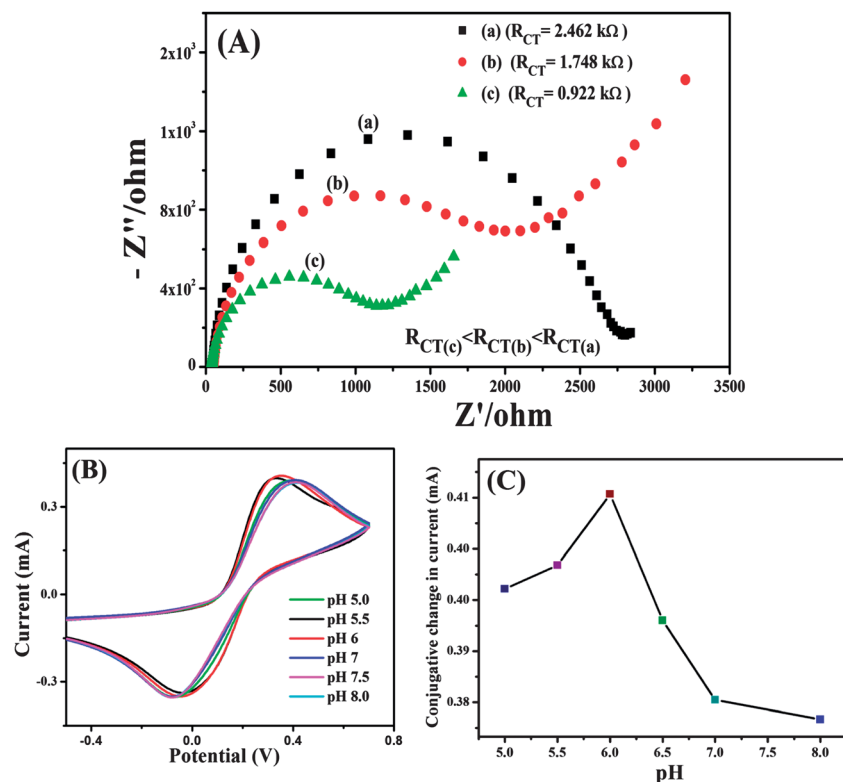 (A)
(a) (R_CT= 2.462 kΩ )
(b) (R_CT= 1.748 kΩ )
(c) (R_CT= 0.922 kΩ )
(a)
(b)
(c)
R_CT(c)<R_CT(b)<R_CT(a)
- Z''/ohm
2x10³
1x10³
8x10²
4x10²
0
0 500 1000 1500 2000 2500 3000 3500
Z'/ohm
(B)
Current (mA)
0.3
0.0
-0.3
pH 5.0
pH 5.5
pH 6
pH 7
pH 7.5
pH 8.0
-0.4 0.0 0.4 0.8
Potential (V)
(C)
Conjugative change in current (mA)
0.41
0.40
0.40
0.39
0.38
5.0 5.5 6.0 6.5 7.0 7.5 8.0
pH